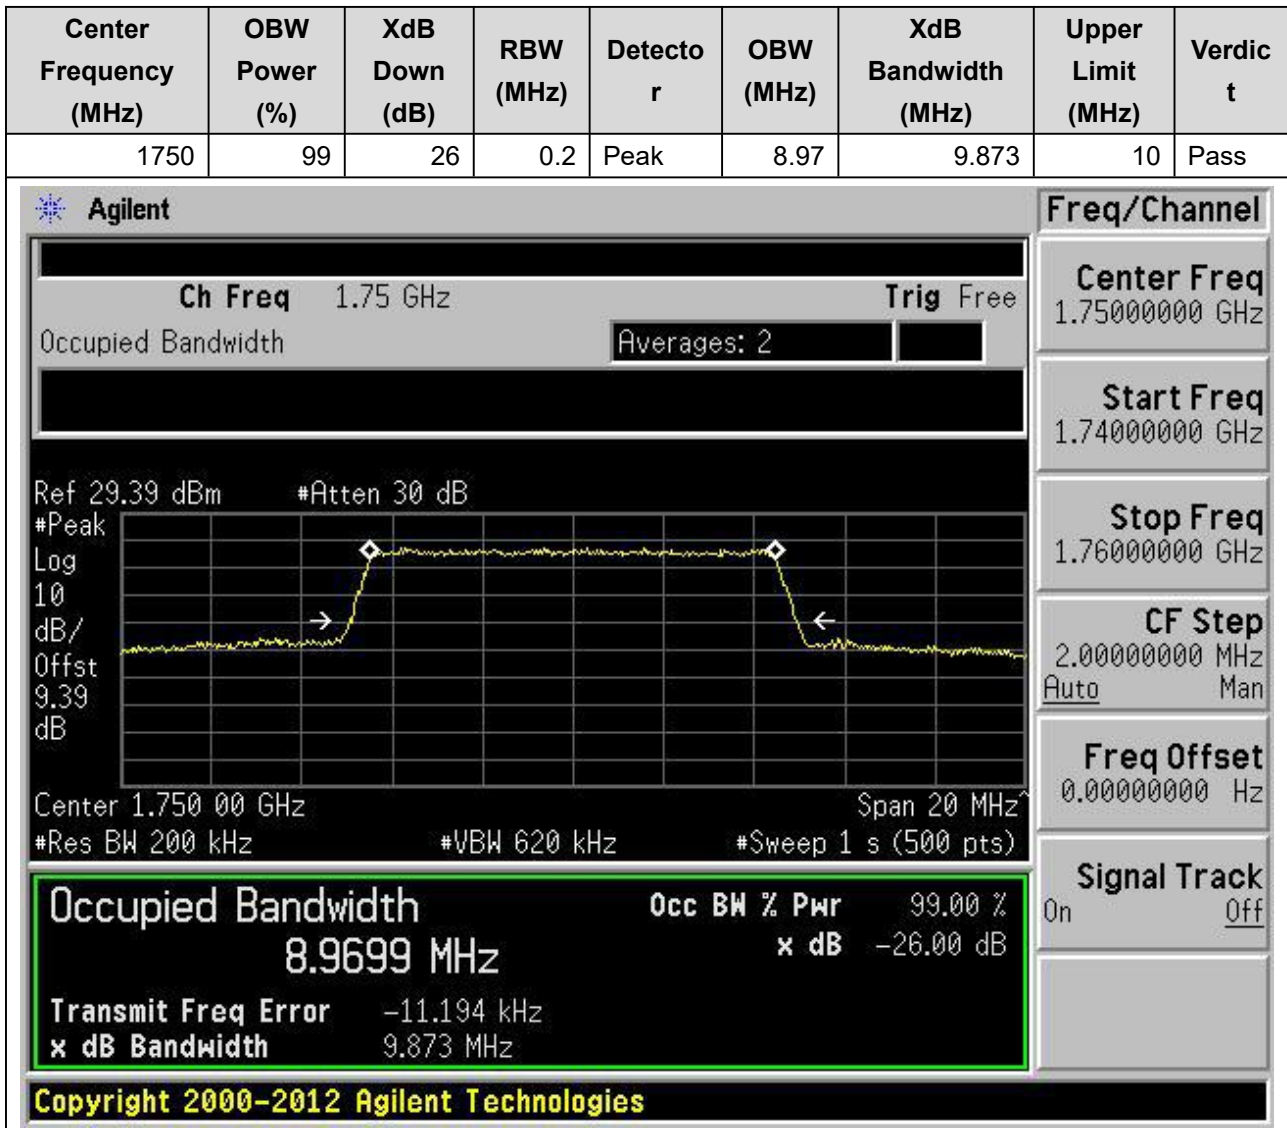 Center Frequency (MHz) OBW Power (%) XdB Down (dB) RBW (MHz) Detecto r OBW (MHz) XdB Bandwidth (MHz) Upper Limit (MHz) Verdic t
1750 99 26 0.2 Peak 8.97 9.873 10 Pass
Agilent
Freq/Channel
Ch Freq 1.75 GHz Trig Free
Occupied Bandwidth Averages: 2
Center Freq
1.75000000 GHz
Start Freq
1.74000000 GHz
Stop Freq
1.76000000 GHz
CF Step
2.00000000 MHz
Auto Man
Freq Offset
0.00000000 Hz
Signal Track
On Off
Ref 29.39 dBm #Atten 30 dB
#Peak
Log
10
dB/
Offst
9.39
dB
Center 1.750 00 GHz Span 20 MHz^
#Res BW 200 kHz #VBW 620 kHz #Sweep 1 s (500 pts)
Occupied Bandwidth Occ BW % Pwr 99.00 %
8.9699 MHz x dB -26.00 dB
Transmit Freq Error -11.194 kHz
x dB Bandwidth 9.873 MHz
Copyright 2000-2012 Agilent Technologies